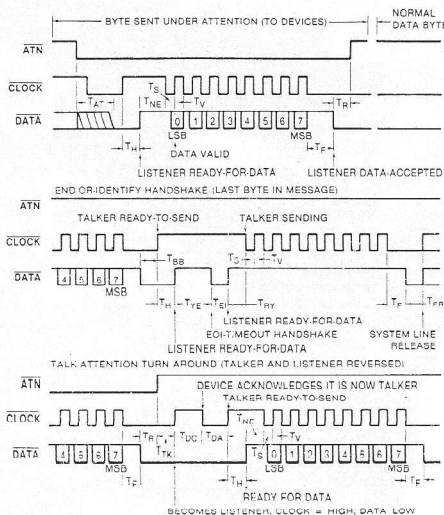 BYTE SENT UNDER ATTENTION (TO DEVICES)
NORMAL
DATA BYTE
ATN
CLOCK
TS
TAT
TNE
TV
TR
DATA
0 1 2 3 4 5 6 7
TH
LSB
MSB
TF
DATA VALID
LISTENER READY-FOR-DATA
LISTENER DATA-ACCEPTED
END OR-IDENTIFY HANDSHAKE (LAST BYTE IN MESSAGE)
ATN
TALKER READY-TO-SEND
TALKER SENDING
CLOCK
TBB
TS
TV
DATA
4 5 6 7
MSB
TH
TYE
TEI
TRY
TF
TFR
LISTENER READY-FOR-DATA
EOI-TIMEOUT HANDSHAKE
SYSTEM LINE
RELEASE
LISTENER READY-FOR-DATA
TALK ATTENTION TURN AROUND (TALKER AND LISTENER REVERSED)
ATN
DEVICE ACKNOWLEDGES IT IS NOW TALKER
TALKER READY-TO-SEND
CLOCK
TNE
TR
TDC
TDA
TV
DATA
4 5 6 7
TS
0 1 2 3 4 5 6 7
MSB
TTK
LSB
MSB
TF
TH
TF
READY FOR DATA
BECOMES LISTENER, CLOCK = HIGH, DATA LOW